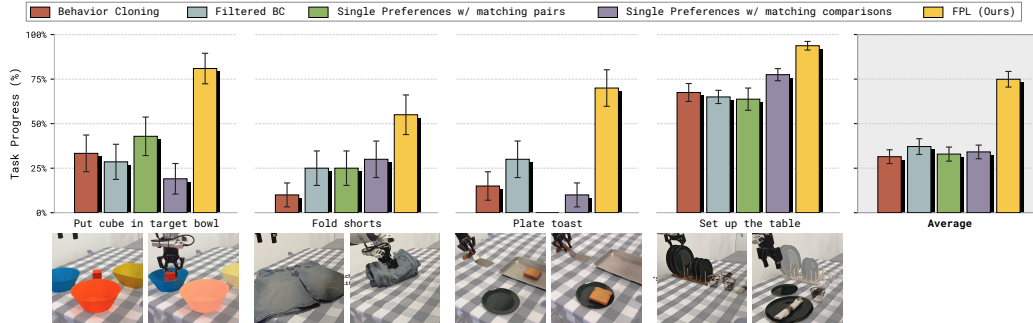 Behavior Cloning Filtered BC Single Preferences w/ matching pairs Single Preferences w/ matching comparisons FPL (Ours)
Task Progress (%)
100%
75%
50%
25%
0%
Put cube in target bowl Fold shorts Plate toast Set up the table Average